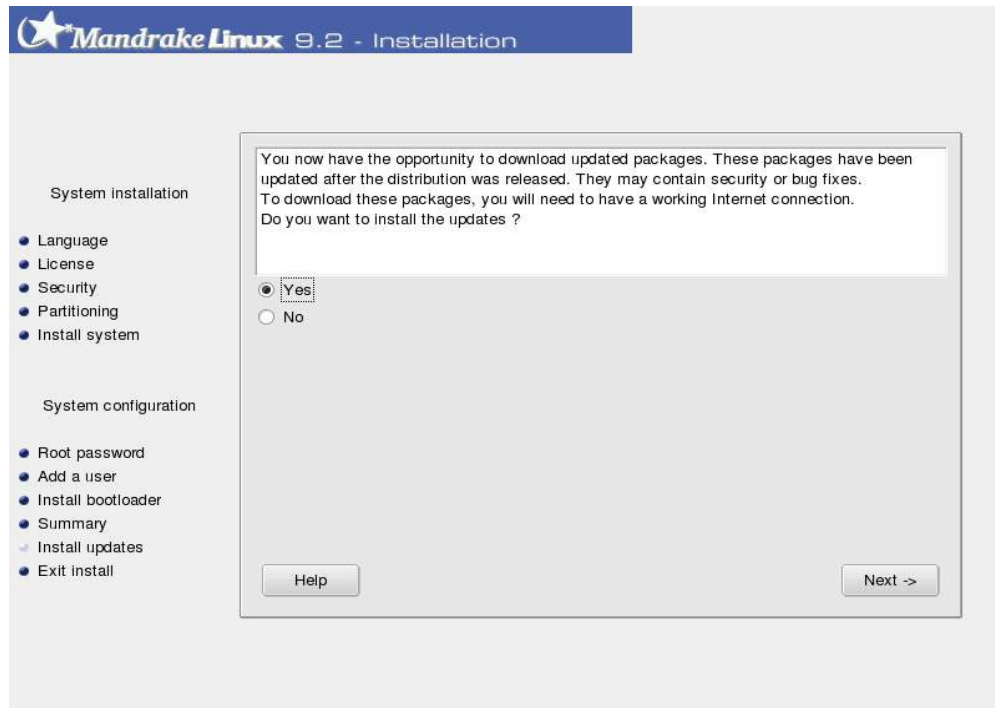 Mandrake Linux 9.2 - Installation
System installation
Language
License
Security
Partitioning
Install system
System configuration
Root password
Add a user
Install bootloader
Summary
Install updates
Exit install
You now have the opportunity to download updated packages. These packages have been
updated after the distribution was released. They may contain security or bug fixes.
To download these packages, you will need to have a working Internet connection.
Do you want to install the updates ?
Yes
No
Help
Next ->